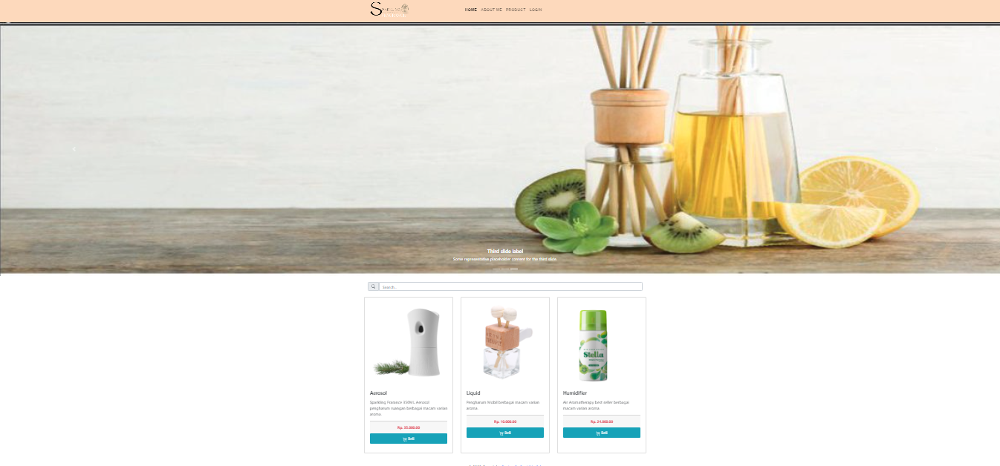 HOME ABOUT ME PRODUCT LOGIN
Third slide label
Some representative placeholder content for the third slide.
Search...
Stella
Aerosol
Sparkling Frarance 350ML Aerosol
pengharum ruangan berbagai macam varian
aroma
Rp. 35.000.00
Beli
Liquid
Pengharum Mobil berbagai macam varian
aroma
Rp. 10.000.00
Beli
Humidifier
Air Aromatherapy best seller berbagai
macam varian aroma
Rp. 24.000.00
Beli